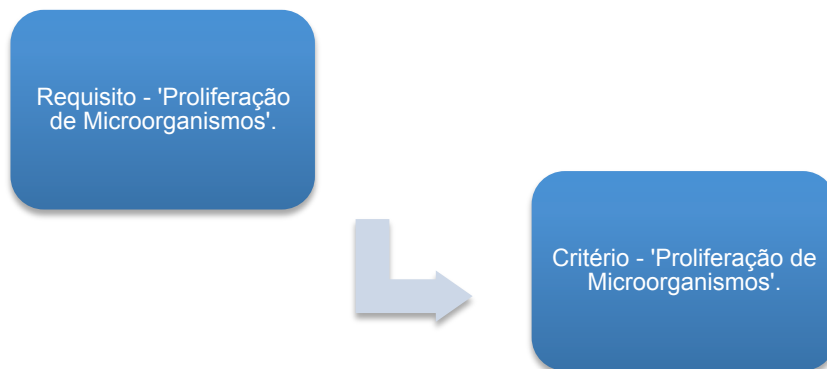 Requisito - 'Proliferação
de Microorganismos'.
Critério - 'Proliferação de
Microorganismos'.